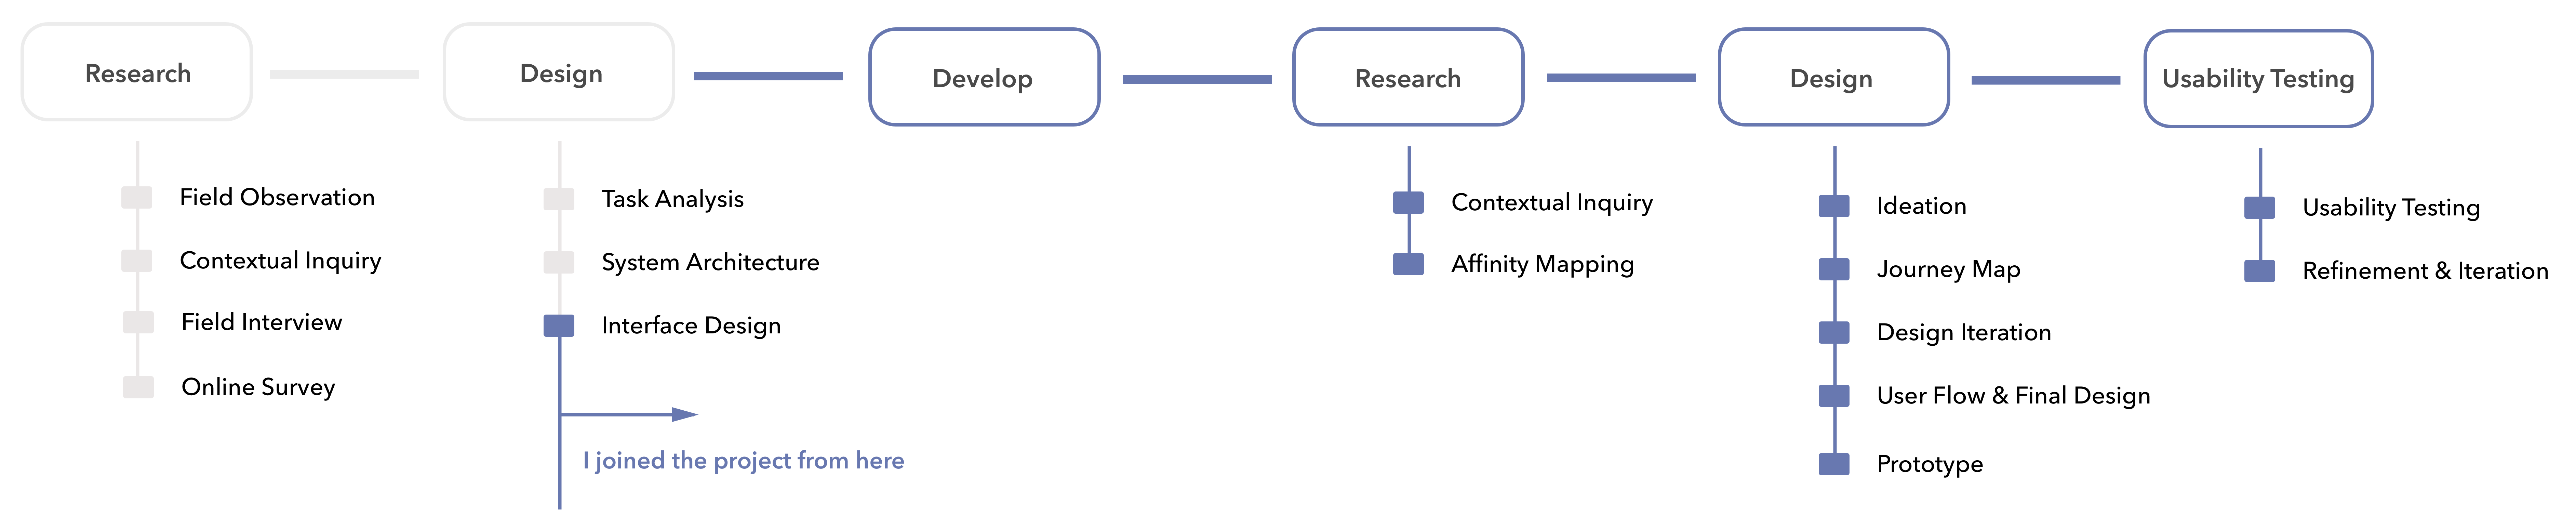 Research
Design
Develop
Research
Design
Usability Testing
Field Observation
Contextual Inquiry
Field Interview
Online Survey
Task Analysis
System Architecture
Interface Design
I joined the project from here
Contextual Inquiry
Affinity Mapping
Ideation
Journey Map
Design Iteration
User Flow & Final Design
Prototype
Usability Testing
Refinement & Iteration